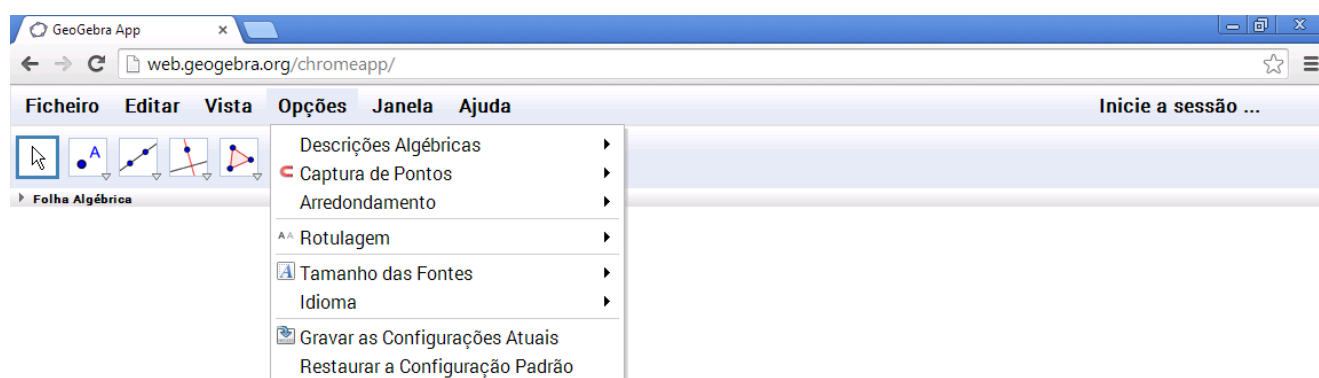 GeoGebra App
web.geogebra.org/chromeapp/
Ficheiro Editar Vista Opções Janela Ajuda Inicie a sessão ...
A
Descrições Algébricas
Captura de Pontos
Folha Algébrica
Arredondamento
AA Rotulagem
A Tamanho das Fontes
Idioma
Gravar as Configurações Atuais
Restaurar a Configuração Padrão